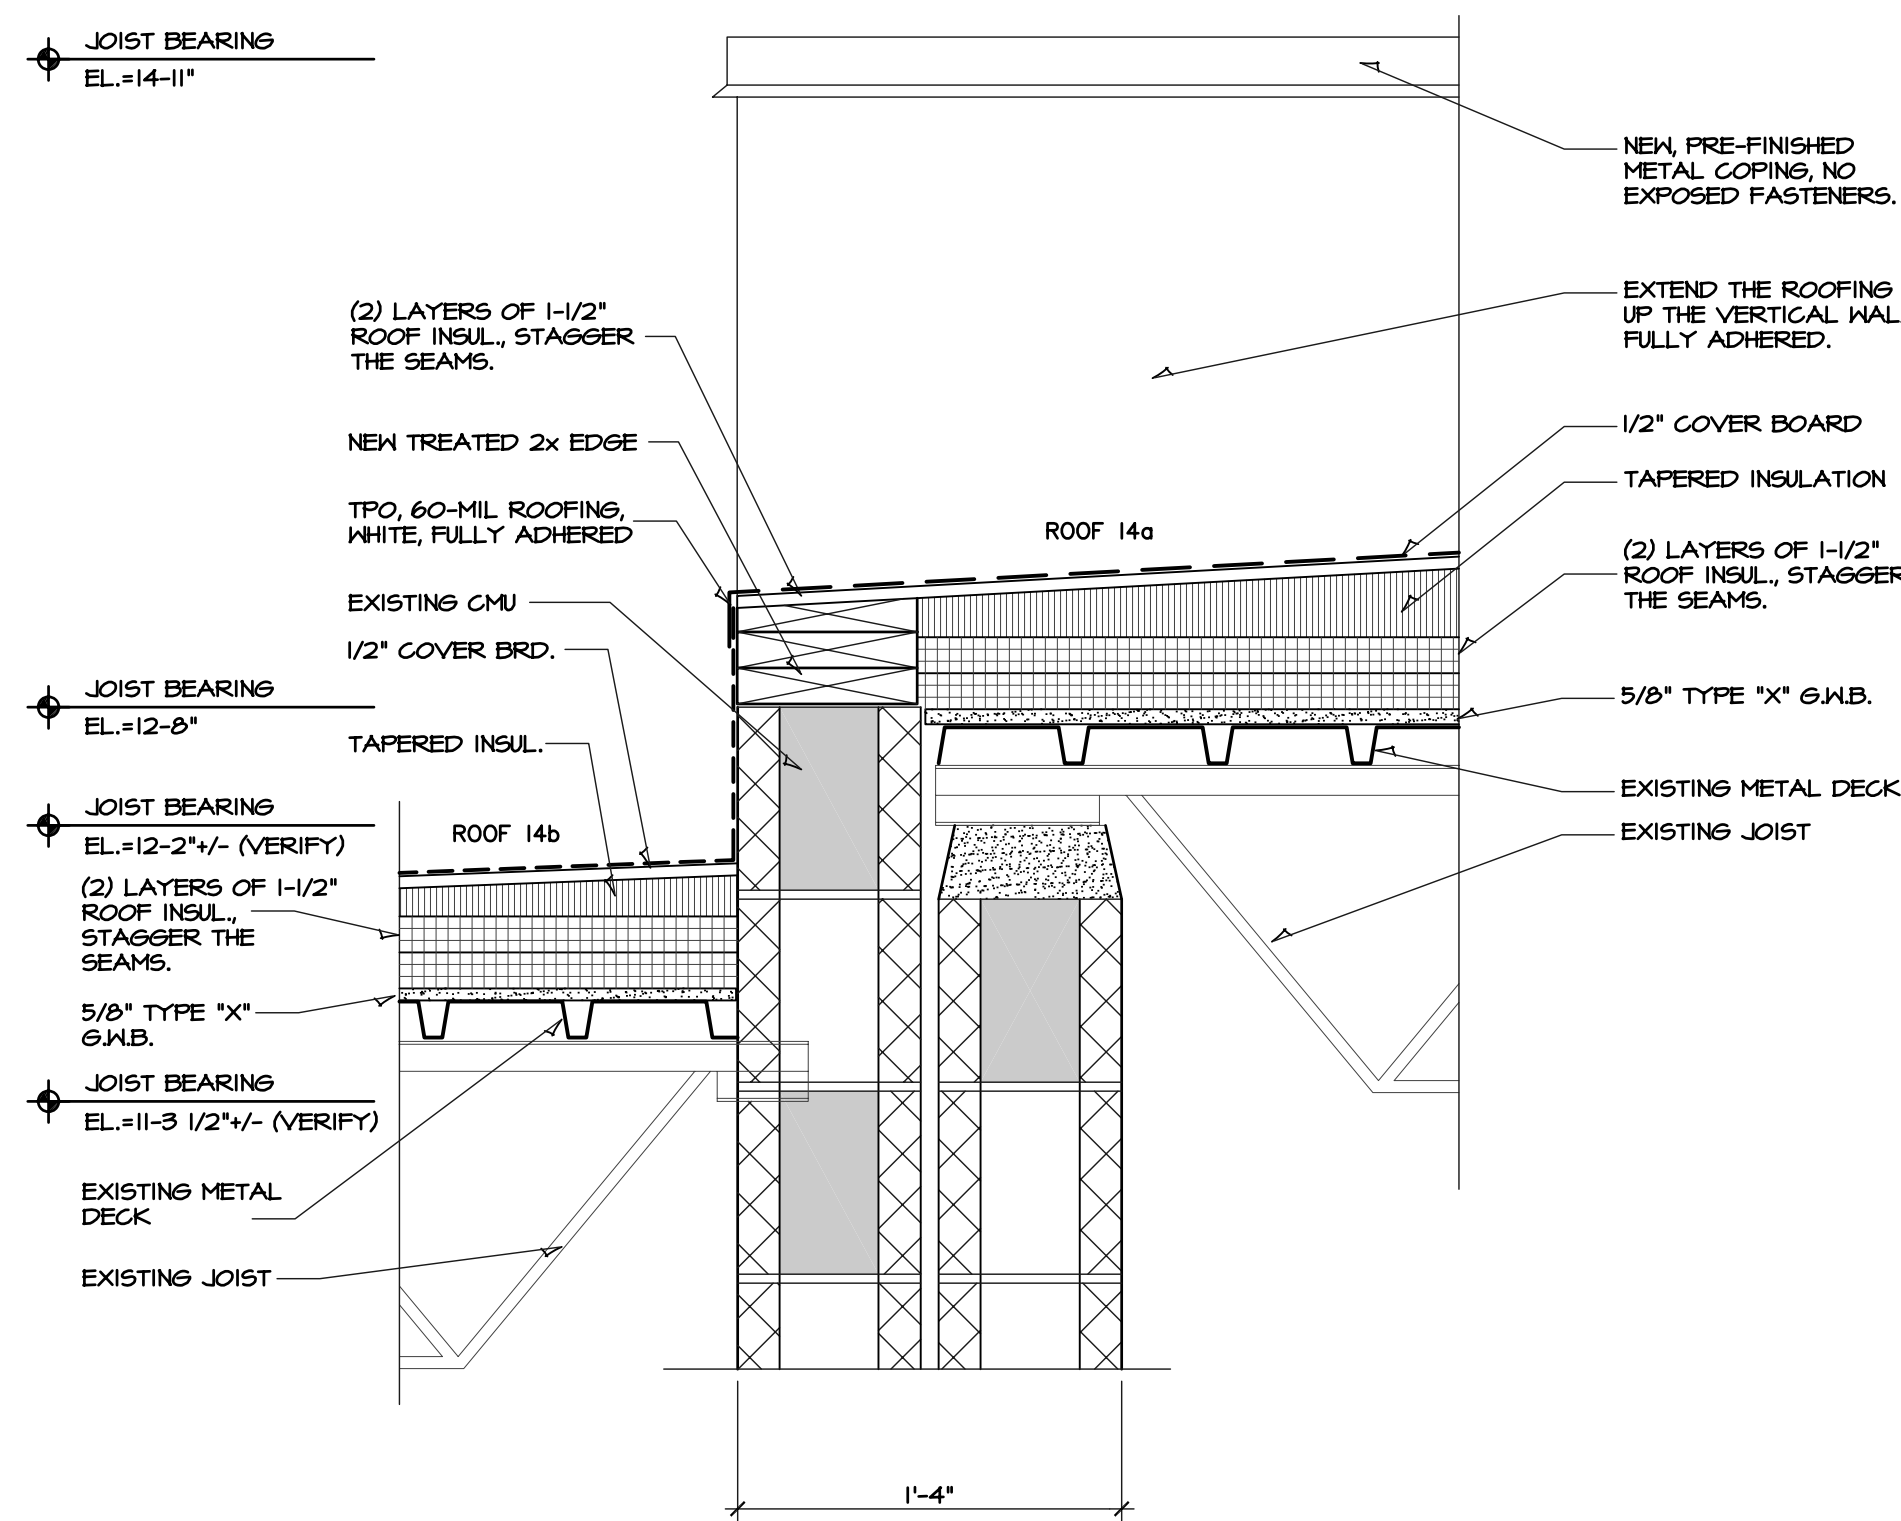 JOIST BEARING
EL.=14-11"
NEW, PRE-FINISHED
METAL COPING, NO
EXPOSED FASTENERS.
EXTEND THE ROOFING
UP THE VERTICAL WAL
FULLY ADHERED.
(2) LAYERS OF 1-1/2"
ROOF INSUL., STAGGER
THE SEAMS.
NEW TREATED 2x EDGE
TPO, 60-MIL ROOFING,
WHITE, FULLY ADHERED
EXISTING CMU
1/2" COVER BRD.
1/2" COVER BOARD
TAPERED INSULATION
ROOF 14a
(2) LAYERS OF 1-1/2"
ROOF INSUL., STAGGER
THE SEAMS.
JOIST BEARING
EL.=12-8"
5/8" TYPE "X" G.W.B.
TAPERED INSUL.
EXISTING METAL DECK
EXISTING JOIST
JOIST BEARING
EL.=12-2"+/- (VERIFY)
ROOF 14b
(2) LAYERS OF 1-1/2"
ROOF INSUL.,
STAGGER THE
SEAMS.
5/8" TYPE "X"
G.W.B.
JOIST BEARING
EL.=11-3 1/2"+/- (VERIFY)
EXISTING METAL
DECK
EXISTING JOIST
1'-4"